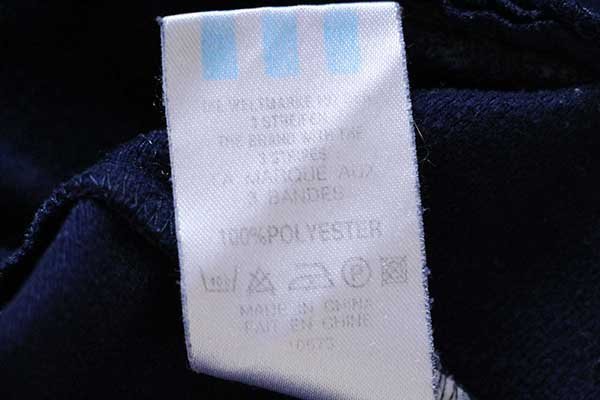 DIE WELTMARKE MIT DEN
3 STREIFEN
THE BRAND WITH THE
3 STRIPES
LA MARQUE AUX
3 BANDES
100%POLYESTER
P
MADE IN CHINA
FAIT EN CHINE